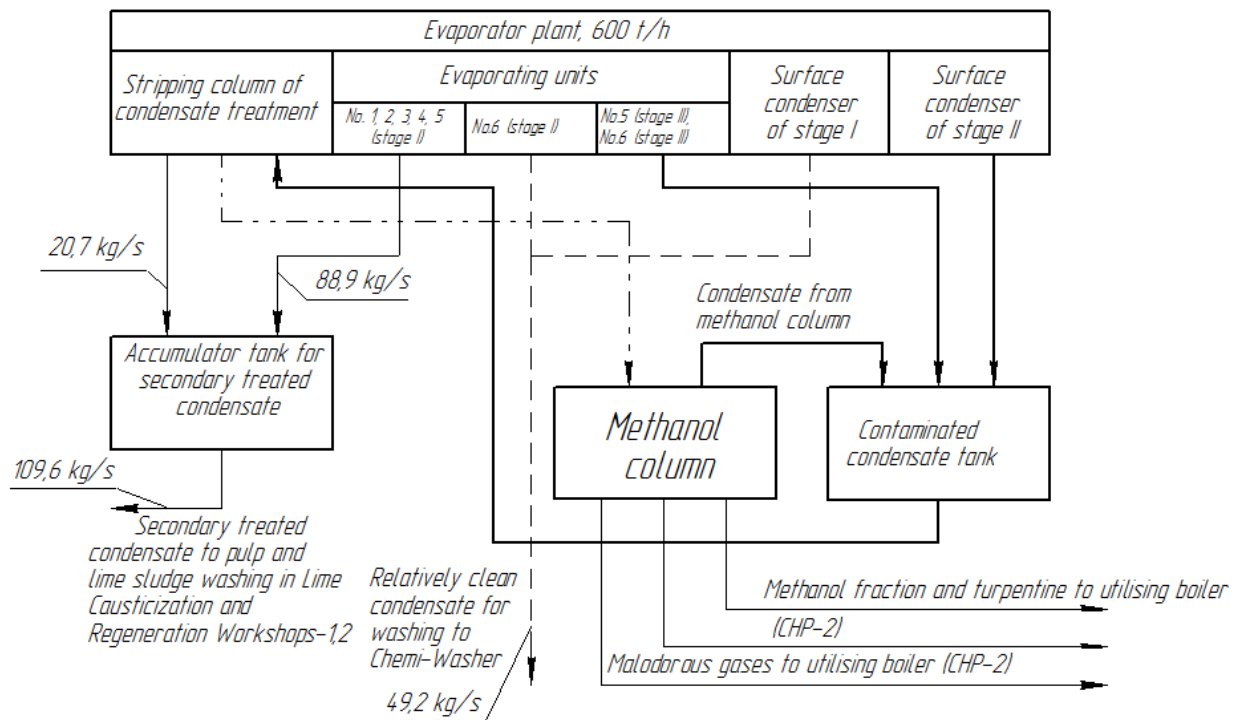 Evaporator plant, 600 t/h
Stripping column of
condensate treatment
Evaporating units
No. 1, 2, 3, 4, 5
(stage I)
No.6 (stage I)
No.5 (stage II),
No.6 (stage II)
Surface
condenser
of stage I
Surface
condenser
of stage II
20,7 kg/s
88,9 kg/s
Condensate from
methanol column
Accumulator tank for
secondary treated
condensate
Methanol
column
Contaminated
condensate tank
109,6 kg/s
Secondary treated
condensate to pulp and
lime sludge washing in Lime
Causticization and
Regeneration Workshops-1,2
Relatively clean
condensate for
washing to
Chemi-Washer
49,2 kg/s
Methanol fraction and turpentine to utilising boiler
(CHP-2)
Malodorous gases to utilising boiler (CHP-2)